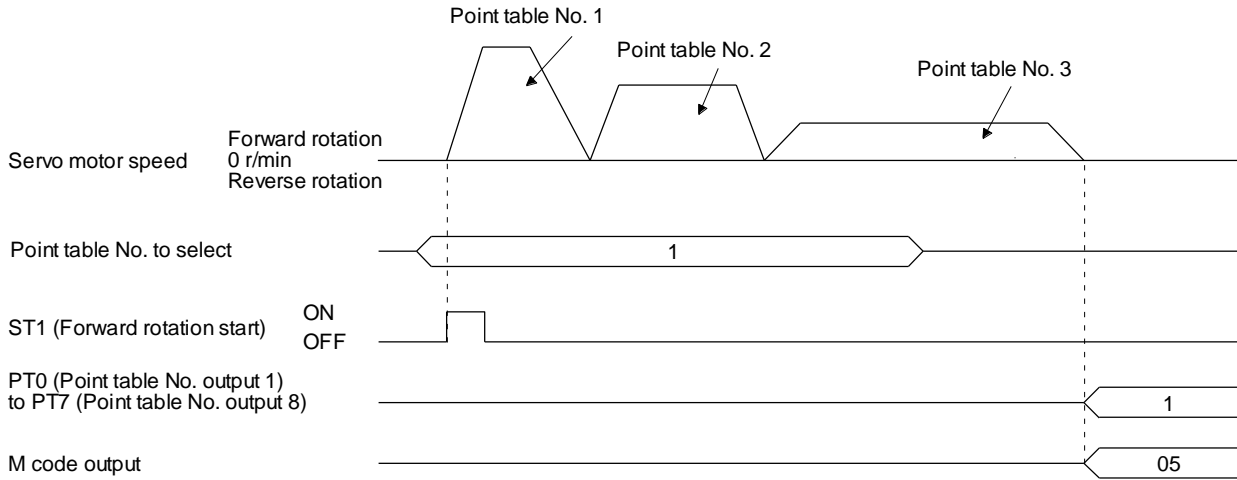 Point table No. 1
Point table No. 2
Point table No. 3
Forward rotation
Servo motor speed 0 r/min
Reverse rotation
Point table No. to select
1
ON
ST1 (Forward rotation start)
OFF
PT0 (Point table No. output 1)
to PT7 (Point table No. output 8)
1
M code output
05